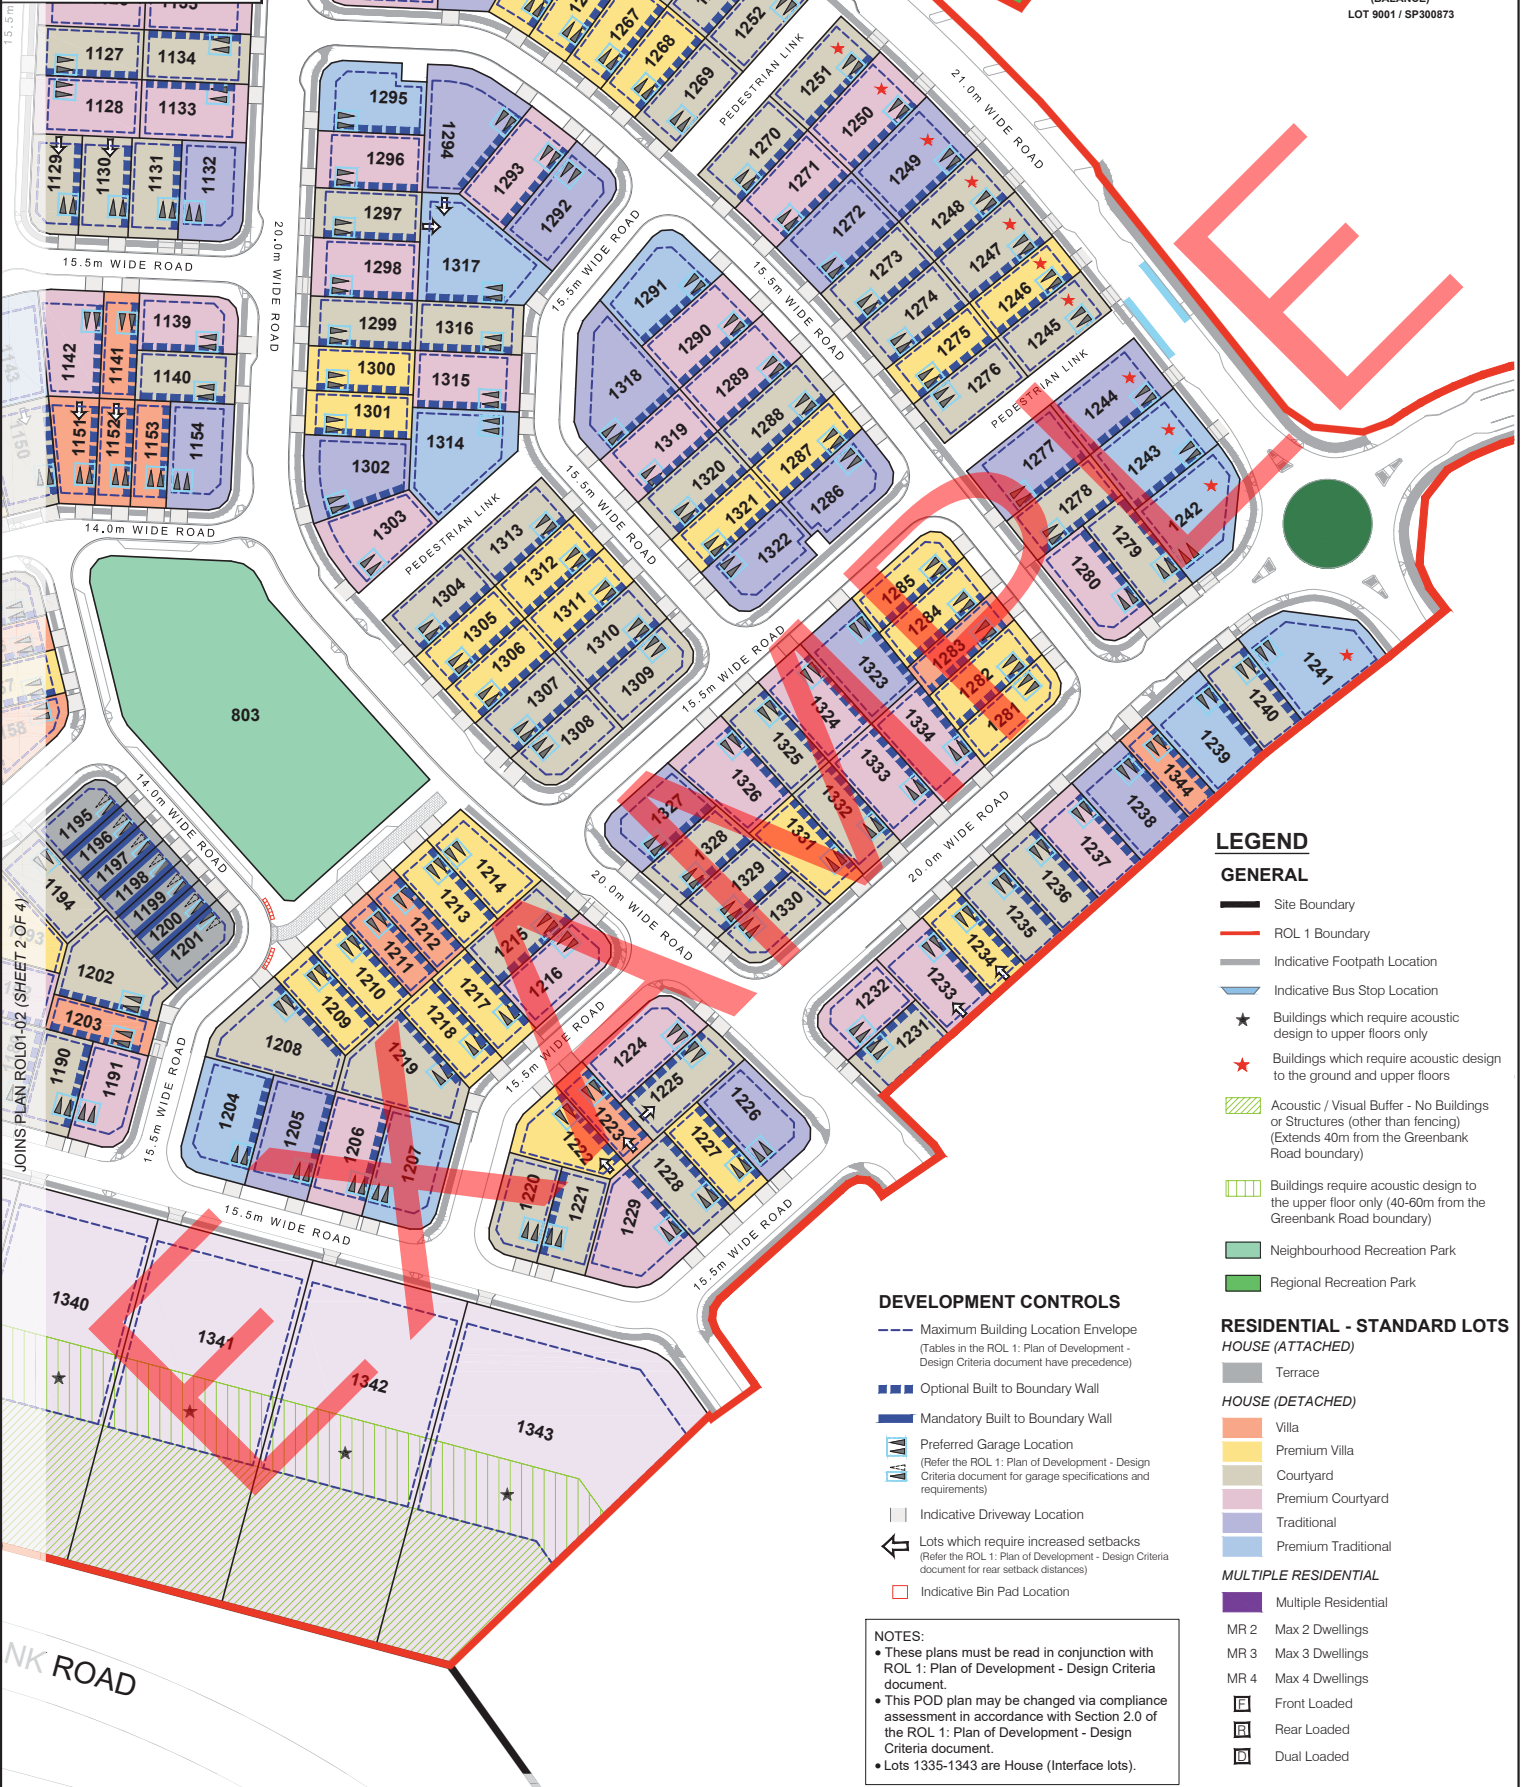 (BALANCE)
LOT 9001 / SP300873
1133
1127
1134
1128
1133
1129
1130
1131
1132
15.5m WIDE ROAD
20.0m WIDE ROAD
1142
1141
1139
1140
1143
1150
1151
1152
1153
1154
14.0m WIDE ROAD
1295
1294
1296
1293
1297
1292
1298
1317
1299
1316
1300
1315
1301
1314
1302
1303
PEDESTRIAN LINK
15.5m WIDE ROAD
1267
1268
1252
1269
PEDESTRIAN LINK
21.0m WIDE ROAD
1251
1250
1270
1249
1271
1248
1272
1247
1273
1246
1274
1245
1275
1276
PEDESTRIAN LINK
15.5m WIDE ROAD
1291
1290
1318
1289
1288
1319
1287
1320
1286
1321
1322
15.5m WIDE ROAD
1244
1277
1243
1278
1242
1279
1280
1313
1304
1312
1305
1311
1306
1310
1307
1309
1308
15.5m WIDE ROAD
1285
1284
1283
1282
1281
1323
1324
1334
1325
1333
1326
1332
1327
1331
1328
1329
1330
20.0m WIDE ROAD
20.0m WIDE ROAD
803
14.0m WIDE ROAD
1241
1240
1239
1344
1238
1237
1236
1235
1234
1233
1232
1231
1195
1196
1197
1198
1199
1200
1201
1194
1202
1203
1190
1191
JOINS PLAN ROL01-02 (SHEET 2 OF 4)
15.5m WIDE ROAD
1214
1213
1212
1211
1210
1209
1208
1215
1216
1217
1218
1219
1204
1205
1206
1207
15.5m WIDE ROAD
15.5m WIDE ROAD
1224
1225
1223
1226
1222
1227
1220
1228
1221
1229
15.5m WIDE ROAD
1340
1341
1342
1343
NK ROAD
EXAMPLE
LEGEND
GENERAL
Site Boundary
ROL 1 Boundary
Indicative Footpath Location
Indicative Bus Stop Location
Buildings which require acoustic
design to upper floors only
Buildings which require acoustic design
to the ground and upper floors
Acoustic / Visual Buffer - No Buildings
or Structures (other than fencing)
(Extends 40m from the Greenbank
Road boundary)
Buildings require acoustic design to
the upper floor only (40-60m from the
Greenbank Road boundary)
Neighbourhood Recreation Park
Regional Recreation Park
RESIDENTIAL - STANDARD LOTS
HOUSE (ATTACHED)
Terrace
HOUSE (DETACHED)
Villa
Premium Villa
Courtyard
Premium Courtyard
Traditional
Premium Traditional
MULTIPLE RESIDENTIAL
Multiple Residential
MR 2 Max 2 Dwellings
MR 3 Max 3 Dwellings
MR 4 Max 4 Dwellings
F Front Loaded
R Rear Loaded
D Dual Loaded
DEVELOPMENT CONTROLS
Maximum Building Location Envelope
(Tables in the ROL 1: Plan of Development -
Design Criteria document have precedence)
Optional Built to Boundary Wall
Mandatory Built to Boundary Wall
Preferred Garage Location
(Refer the ROL 1: Plan of Development - Design
Criteria document for garage specifications and
requirements)
Indicative Driveway Location
Lots which require increased setbacks
(Refer the ROL 1: Plan of Development - Design Criteria
document for rear setback distances)
Indicative Bin Pad Location
NOTES:
• These plans must be read in conjunction with
ROL 1: Plan of Development - Design Criteria
document.
• This POD plan may be changed via compliance
assessment in accordance with Section 2.0 of
the ROL 1: Plan of Development - Design
Criteria document.
• Lots 1335-1343 are House (Interface lots).